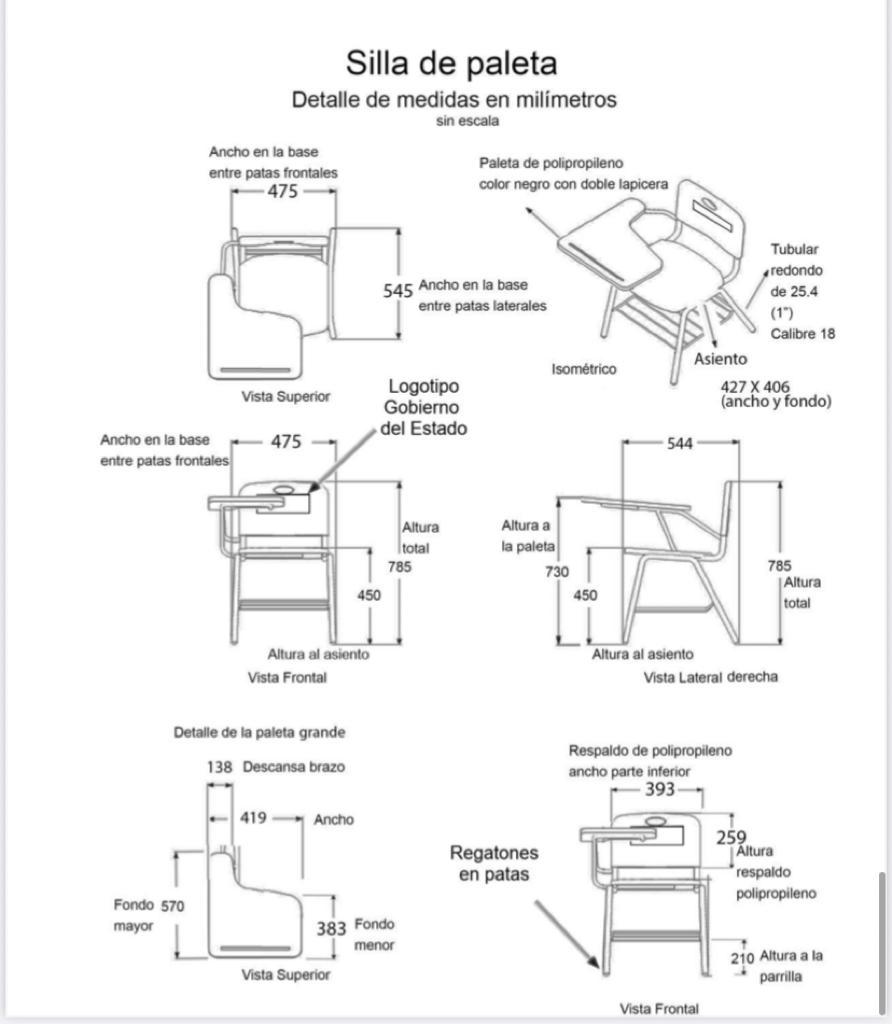 Silla de paleta
Detalle de medidas en milímetros
sin escala
Ancho en la base
entre patas frontales
475
545
Ancho en la base
entre patas laterales
Vista Superior
Paleta de polipropileno
color negro con doble lapicera
Tubular
redondo
de 25.4
(1")
Calibre 18
Isométrico
Asiento
427 X 406
(ancho y fondo)
Logotipo
Gobierno
del Estado
Ancho en la base
entre patas frontales
475
Altura
total
785
450
Altura al asiento
Vista Frontal
544
Altura a
la paleta
730
450
785
Altura
total
Altura al asiento
Vista Lateral derecha
Detalle de la paleta grande
138 Descansa brazo
419
Ancho
Fondo 570
mayor
383 Fondo
menor
Vista Superior
Respaldo de polipropileno
ancho parte inferior
393
259
Altura
respaldo
polipropileno
Regatones
en patas
210 Altura a la
parrilla
Vista Frontal